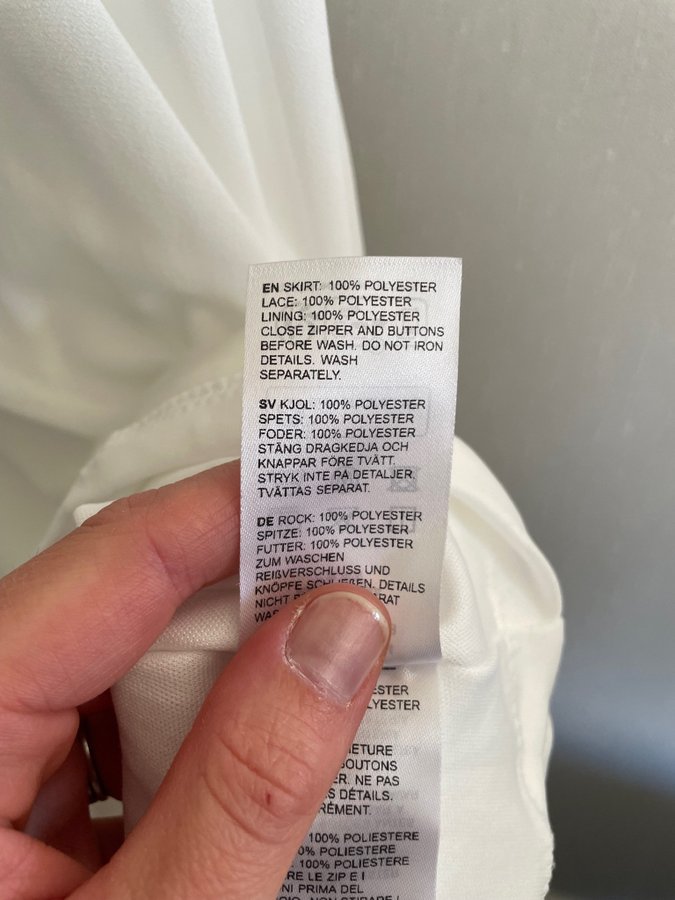 EN SKIRT: 100% POLYESTER
LACE: 100% POLYESTER
LINING: 100% POLYESTER
CLOSE ZIPPER AND BUTTONS
BEFORE WASH. DO NOT IRON
DETAILS. WASH
SEPARATELY.
SV KJOL: 100% POLYESTER
SPETS: 100% POLYESTER
FODER: 100% POLYESTER
STÄNG DRAGKEDJA OCH
KNAPPAR FÖRE TVÄTT.
STRYK INTE PÅ DETALJER.
TVÄTTAS SEPARAT.
DE ROCK: 100% POLYESTER
SPITZE: 100% POLYESTER
FUTTER: 100% POLYESTER
ZUM WASCHEN
REIßVERSCHLUSS UND
KNÖPFE SCHLIEßEN. DETAILS
NICHT
POLIESTERE
100% POLIESTERE
ZIP E I
PRIMA DEL